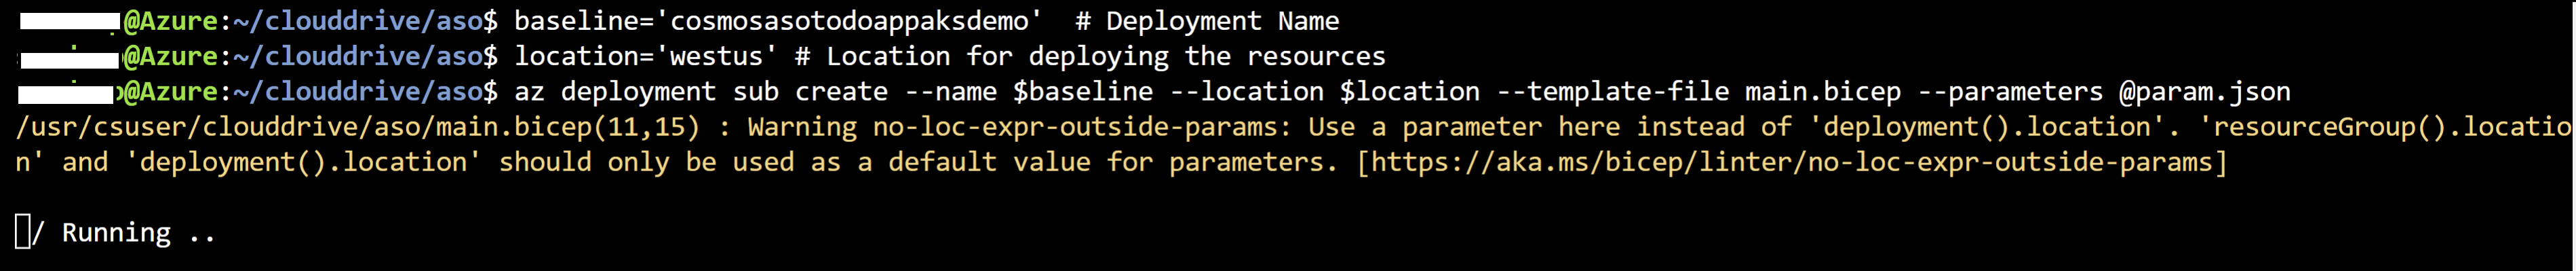 @Azure:~/clouddrive/aso$ baseline='cosmosasotodoappaksdemo'  # Deployment Name
@Azure:~/clouddrive/aso$ location='westus' # Location for deploying the resources
@Azure:~/clouddrive/aso$ az deployment sub create --name $baseline --location $location --template-file main.bicep --parameters @param.json
/usr/csuser/clouddrive/aso/main.bicep(11,15) : Warning no-loc-expr-outside-params: Use a parameter here instead of 'deployment().location'. 'resourceGroup().locatio
n' and 'deployment().location' should only be used as a default value for parameters. [https://aka.ms/bicep/linter/no-loc-expr-outside-params]
/ Running ..